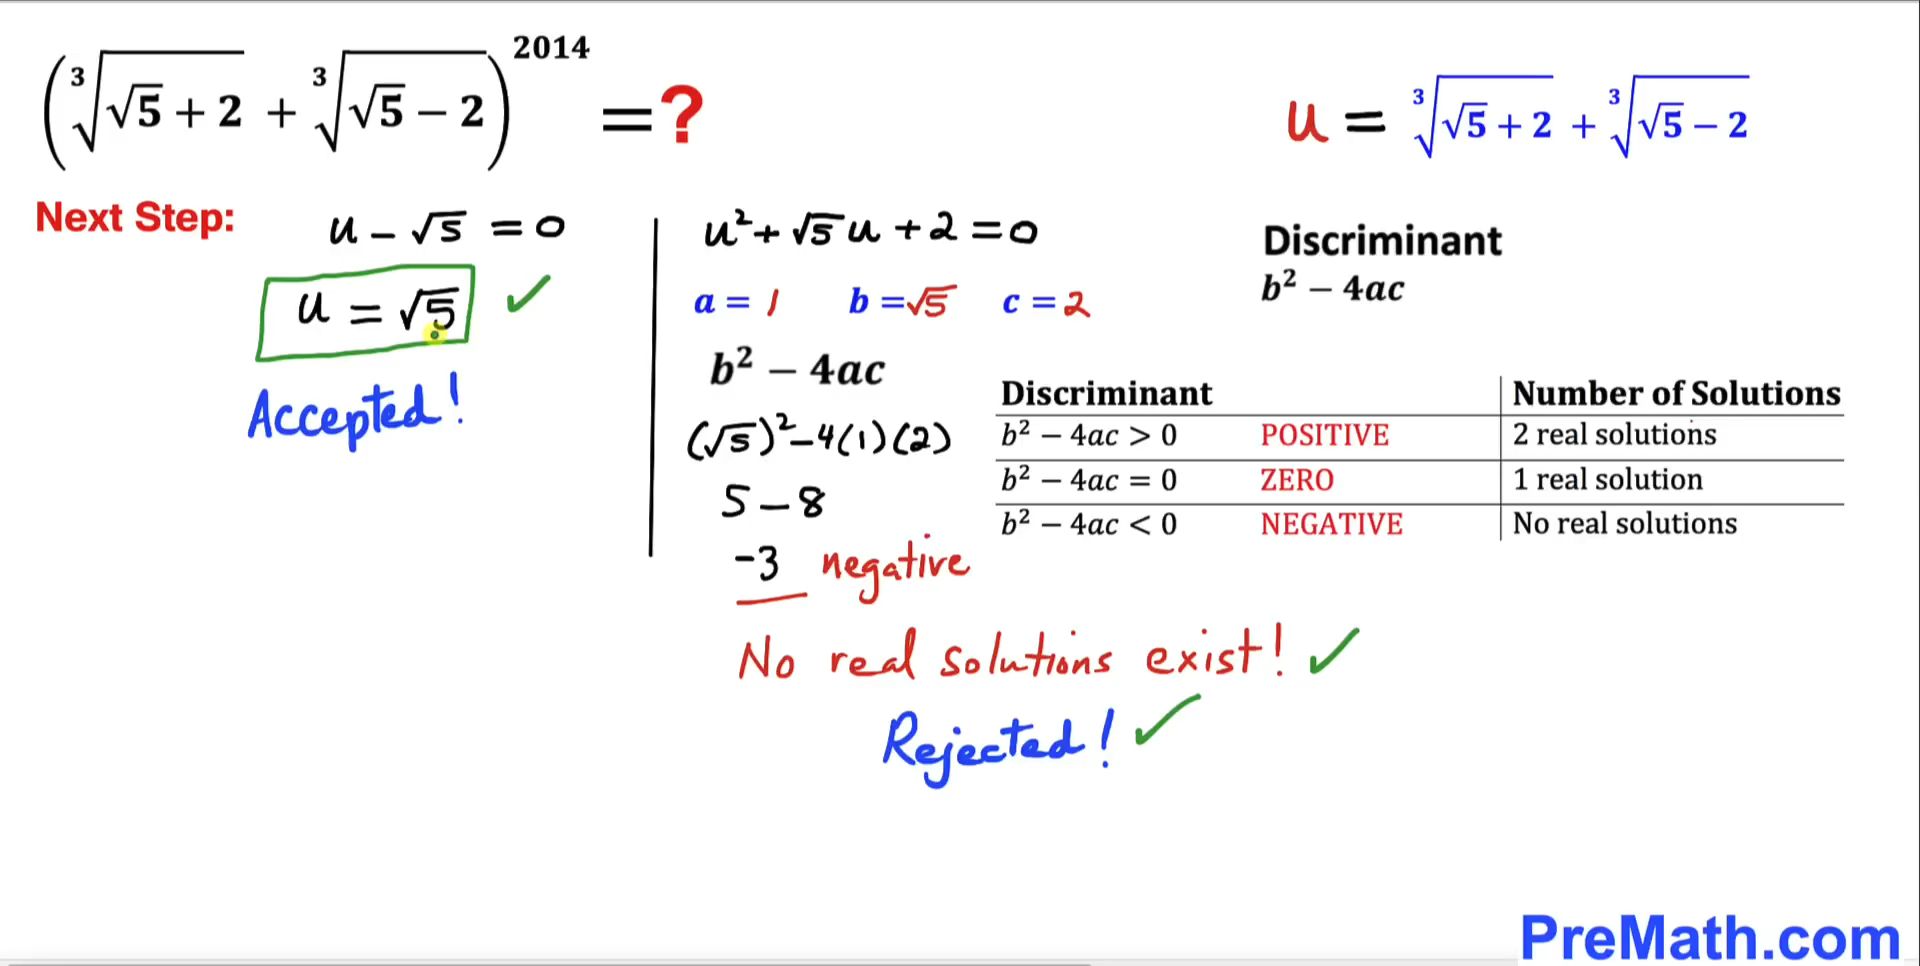 (∛(√5 + 2) + ∛(√5 − 2))^2014 = ?
u = ∛(√5 + 2) + ∛(√5 − 2)
Next Step:
u − √5 = 0
u = √5 ✓
Accepted!
u² + √5 u + 2 = 0
a = 1 b = √5 c = 2
b² − 4ac
(√5)² − 4(1)(2)
5 − 8
-3 negative
No real solutions exist! ✓
Rejected! ✓
Discriminant
b² − 4ac
Discriminant Number of Solutions
b² − 4ac > 0 POSITIVE 2 real solutions
b² − 4ac = 0 ZERO 1 real solution
b² − 4ac < 0 NEGATIVE No real solutions
PreMath.com